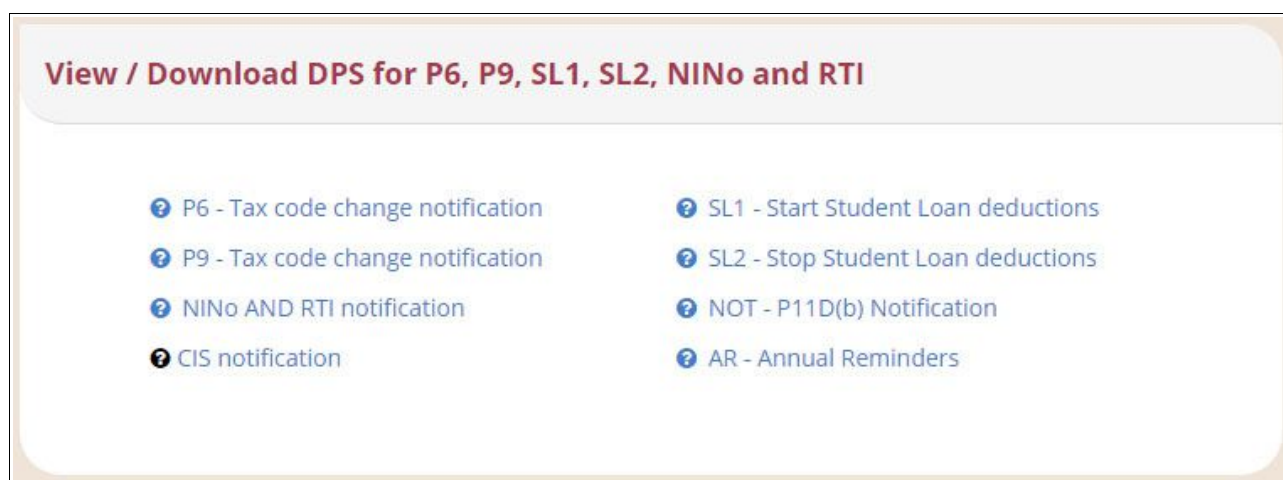 View / Download DPS for P6, P9, SL1, SL2, NINo and RTI
P6 - Tax code change notification
P9 - Tax code change notification
NINo AND RTI notification
CIS notification
SL1 - Start Student Loan deductions
SL2 - Stop Student Loan deductions
NOT - P11D(b) Notification
AR - Annual Reminders